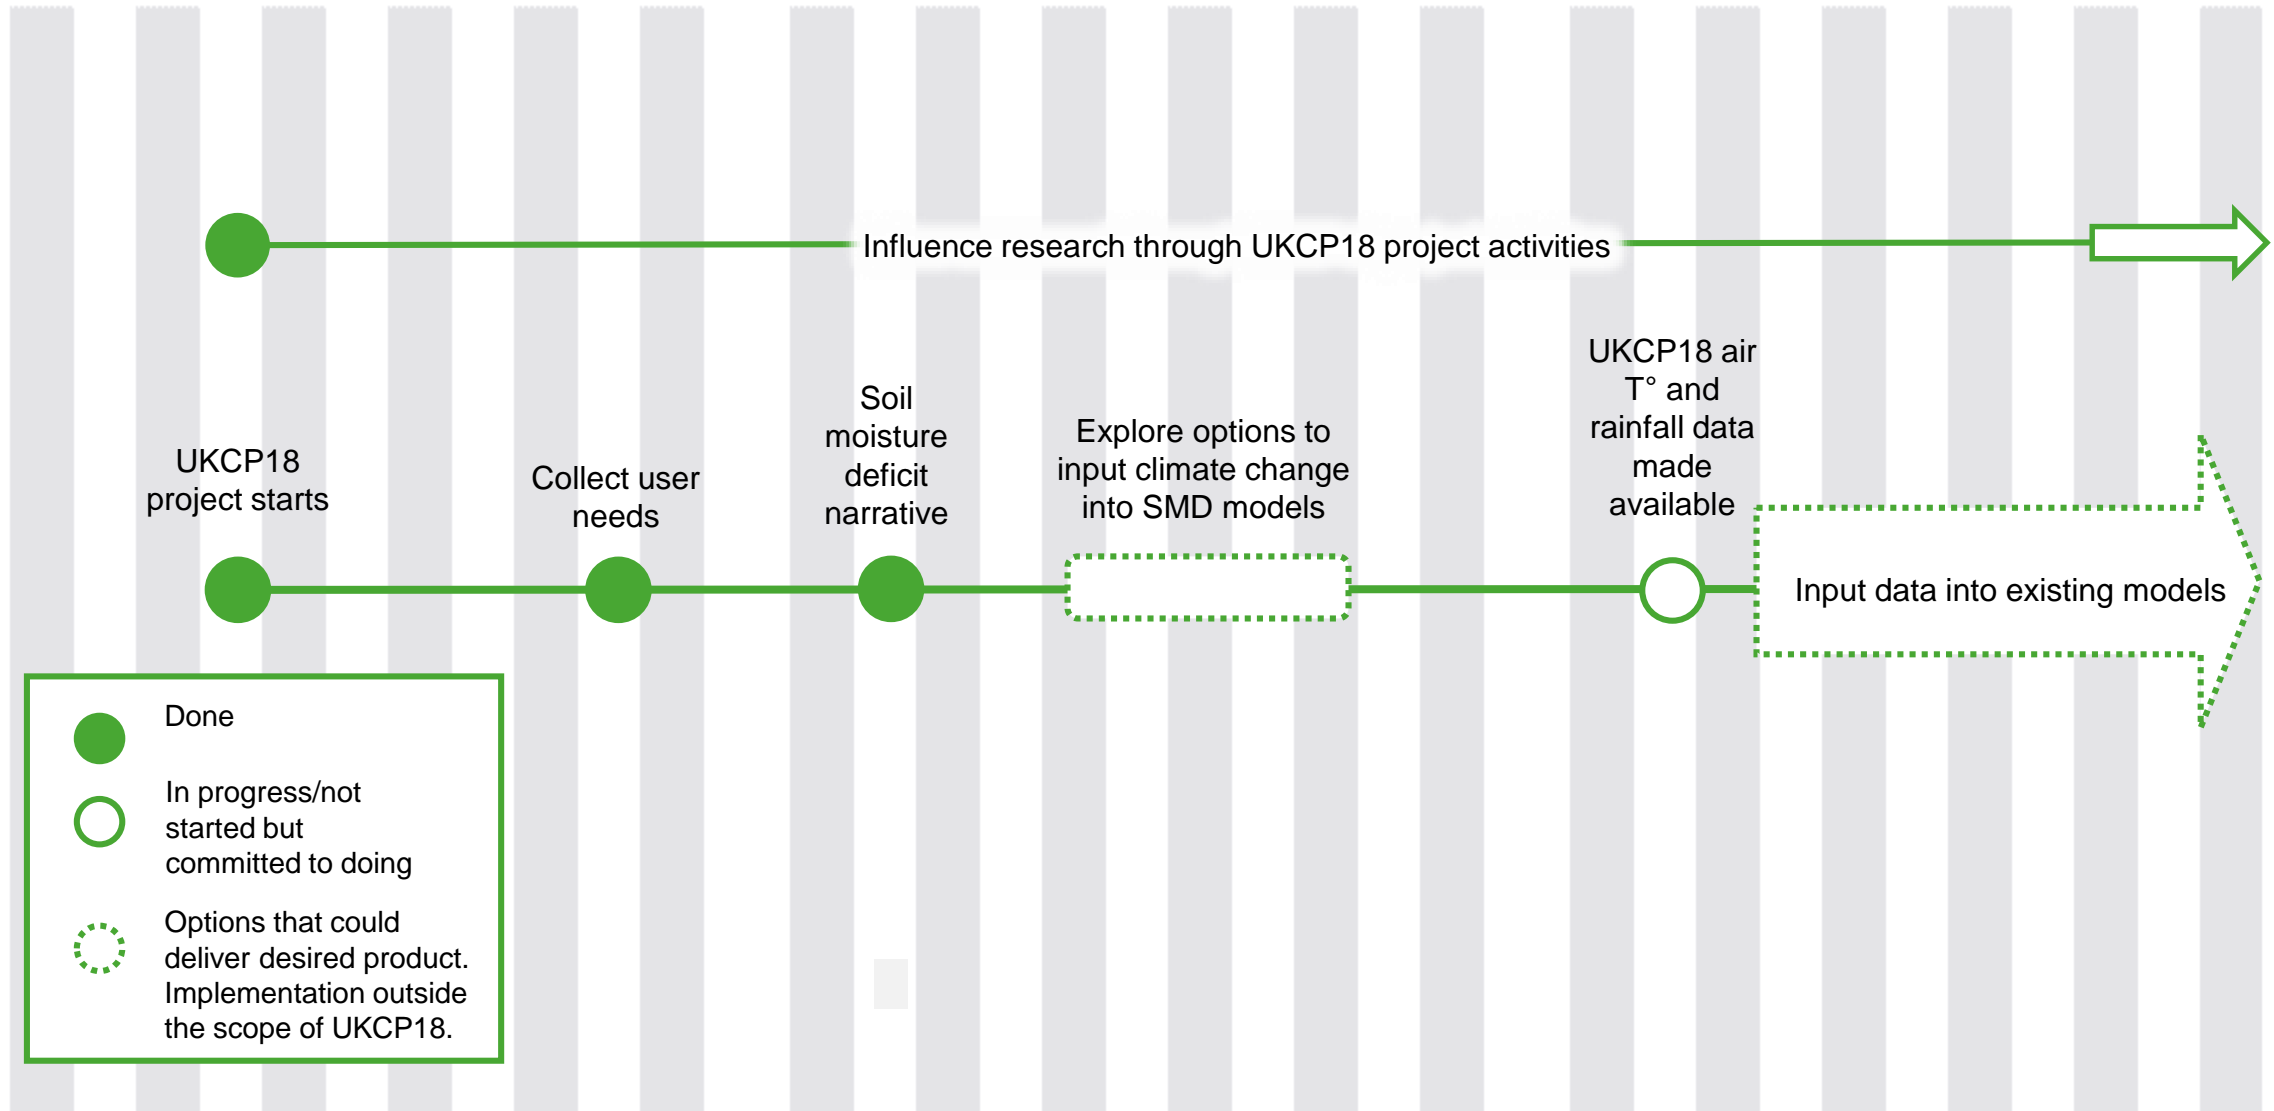 Influence research through UKCP18 project activities
UKCP18
project starts
Collect user
needs
Soil
moisture
deficit
narrative
Explore options to
input climate change
into SMD models
UKCP18 air
T° and
rainfall data
made
available
Input data into existing models
Done
In progress/not
started but
committed to doing
Options that could
deliver desired product.
Implementation outside
the scope of UKCP18.